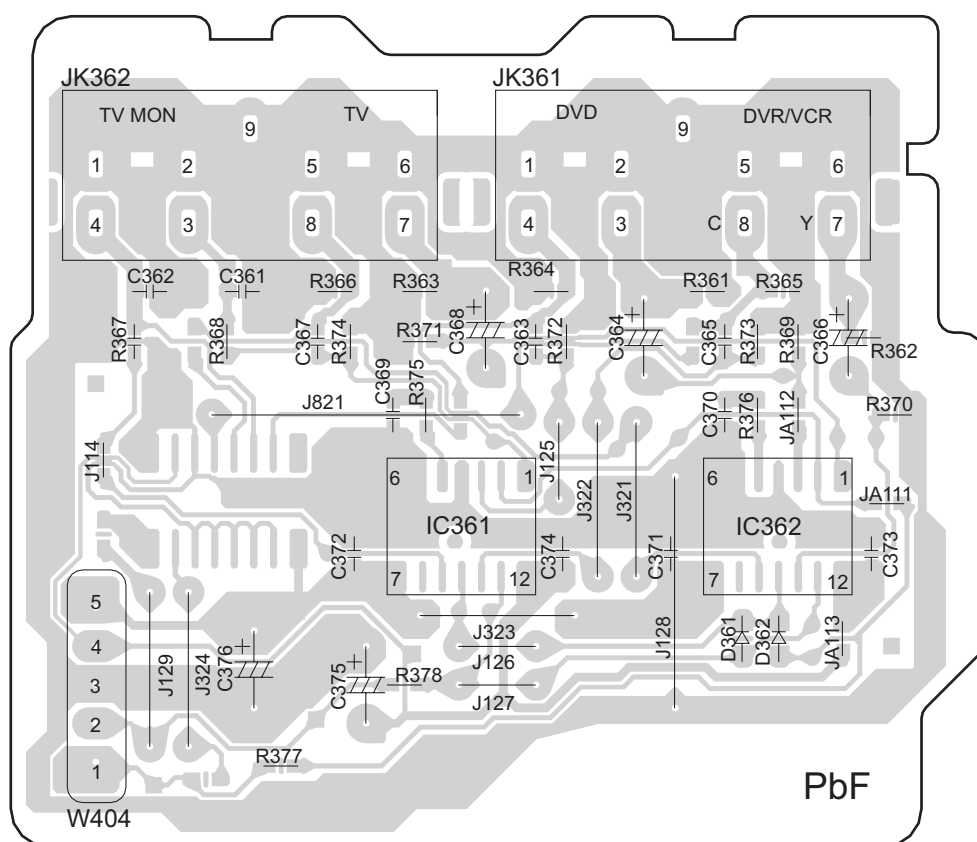 JK362
JK361
TV MON
TV
DVD
DVR/VCR
9
9
1
2
5
6
1
2
5
6
4
3
8
7
4
3
C
8
Y
7
C362
C361
R366
R363
R364
R361
R365
R367
R368
C367
R374
R371
C368
C363
R372
C364
C365
R373
R369
C366
R362
C369
R375
J821
C370
R376
JA112
R370
J114
J125
J322
J321
JA111
6
1
IC361
7
12
6
1
IC362
7
12
C372
C374
C371
C373
5
4
3
2
1
W404
J129
J324
C376
C375
R378
J323
J126
J127
J128
D361
D362
JA113
R377
PbF